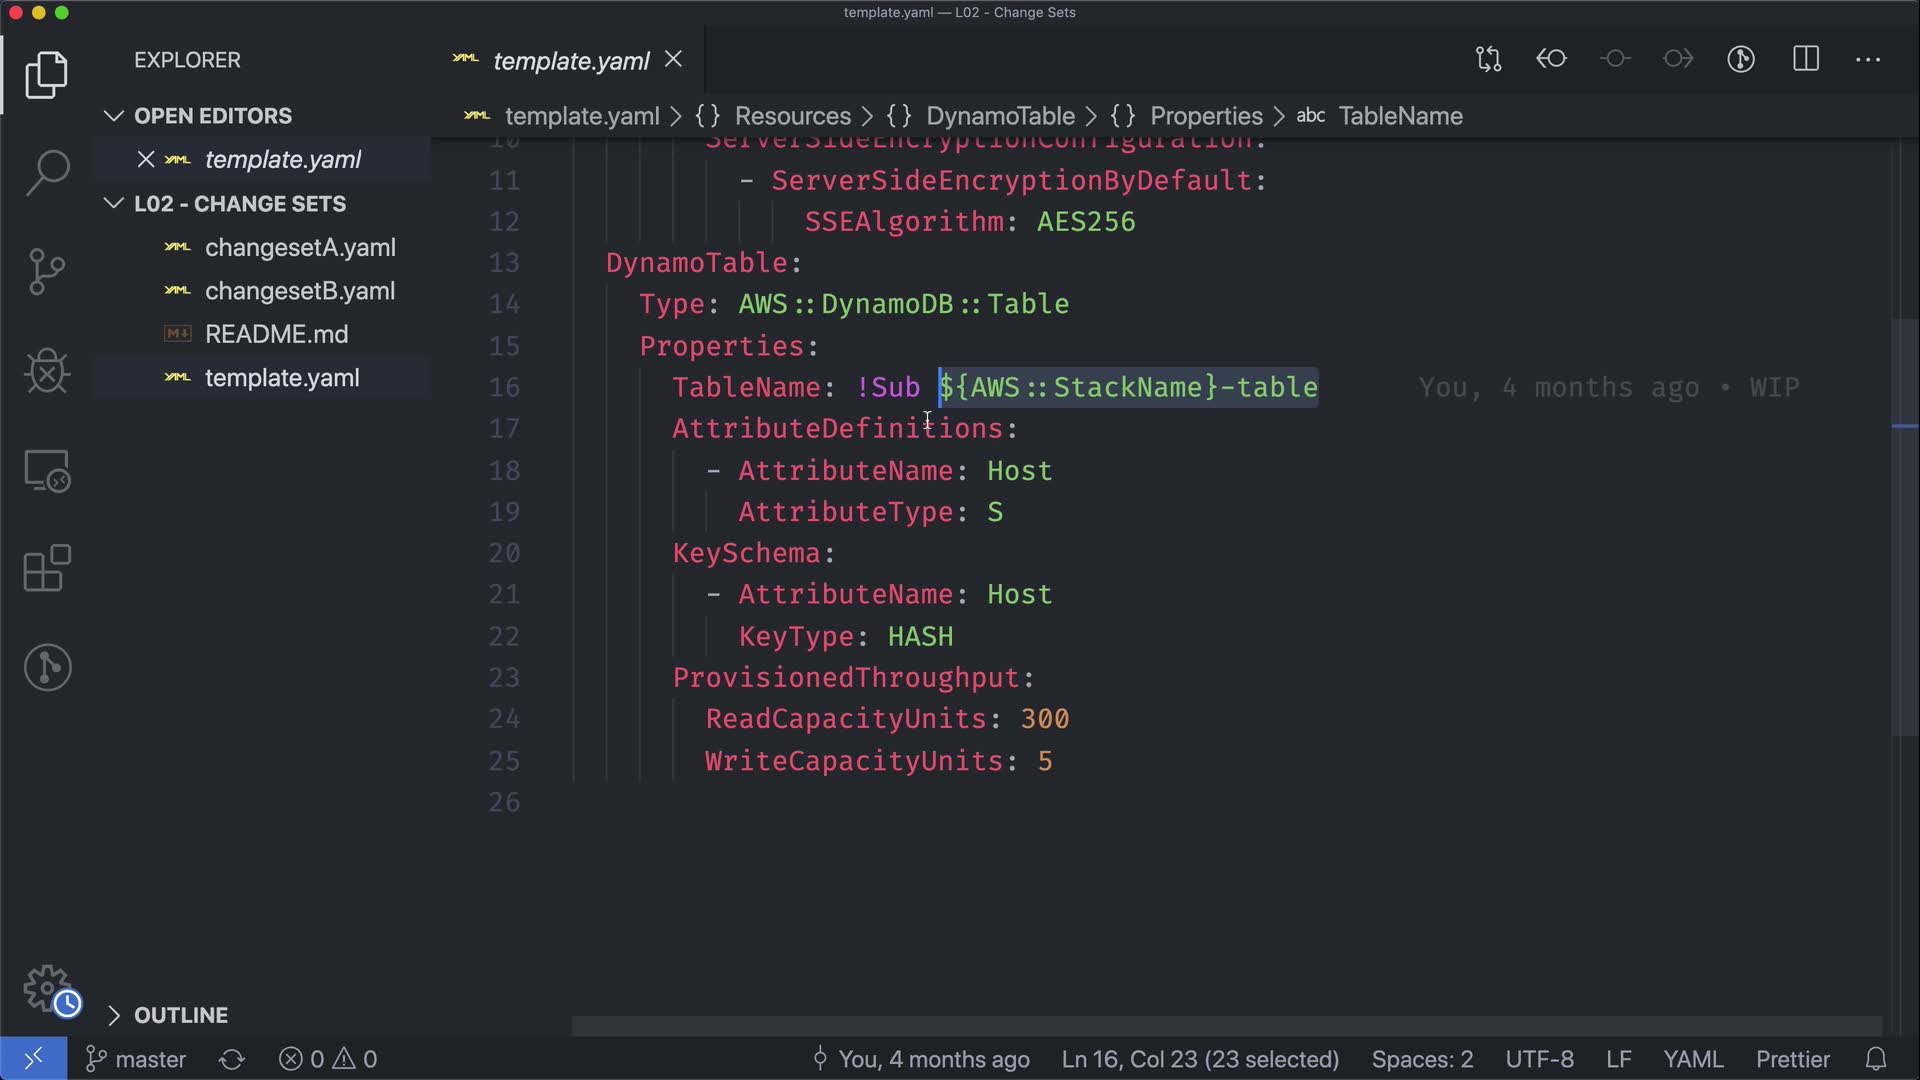 template.yaml — L02 - Change Sets
EXPLORER
OPEN EDITORS
template.yaml
L02 - CHANGE SETS
changesetA.yaml
changesetB.yaml
README.md
template.yaml
OUTLINE
template.yaml
template.yaml > {} Resources > {} DynamoTable > {} Properties > abc TableName
10 ServerSideEncryptionConfiguration:
11 - ServerSideEncryptionByDefault:
12 SSEAlgorithm: AES256
13 DynamoTable:
14 Type: AWS::DynamoDB::Table
15 Properties:
16 TableName: !Sub ${AWS::StackName}-table You, 4 months ago • WIP
17 AttributeDefinitions:
18 - AttributeName: Host
19 AttributeType: S
20 KeySchema:
21 - AttributeName: Host
22 KeyType: HASH
23 ProvisionedThroughput:
24 ReadCapacityUnits: 300
25 WriteCapacityUnits: 5
26
master 0 0 You, 4 months ago Ln 16, Col 23 (23 selected) Spaces: 2 UTF-8 LF YAML Prettier